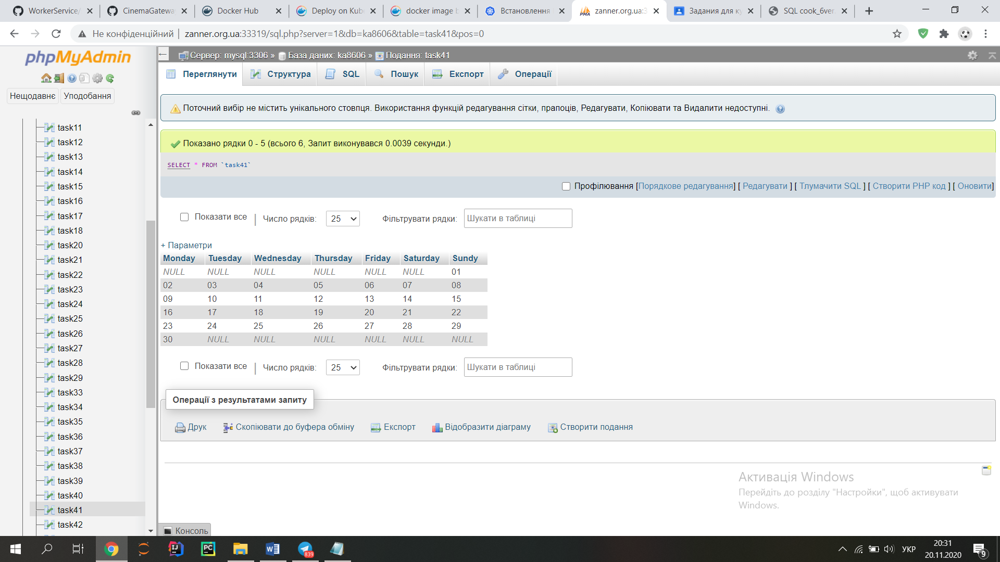 WorkerService/
CinemaGatewa
Docker Hub
Deploy on Kub
docker image b
Встановлення
zanner.org.ua:3
Задания для ку
SQL cook_6ver
Не конфіденційний | zanner.org.ua:33319/sql.php?server=1&db=ka8606&table=task41&pos=0
phpMyAdmin
Нещодавнє Уподобання
task11
task12
task13
task14
task15
task16
task17
task18
task20
task21
task22
task23
task24
task25
task26
task27
task28
task29
task33
task34
task35
task36
task37
task38
task39
task40
task41
task42
Сервер: mysql:3306 » База даних: ka8606 » Подання: task41
Переглянути Структура SQL Пошук Експорт Операції
Поточний вибір не містить унікального стовпця. Використання функцій редагування сітки, прапоців, Редагувати, Копіювати та Видалити недоступні.
Показано рядки 0 - 5 (всього 6, Запит виконувався 0.0039 секунди.)
SELECT * FROM `task41`
Профілювання [Порядкове редагування] [ Редагувати ] [ Тлумачити SQL ] [ Створити PHP код ] [ Оновити]
Показати все | Число рядків: 25 Фільтрувати рядки: Шукати в таблиці
+ Параметри
Monday Tuesday Wednesday Thursday Friday Saturday Sundy
NULL NULL NULL NULL NULL NULL 01
02 03 04 05 06 07 08
09 10 11 12 13 14 15
16 17 18 19 20 21 22
23 24 25 26 27 28 29
30 NULL NULL NULL NULL NULL NULL
Показати все | Число рядків: 25 Фільтрувати рядки: Шукати в таблиці
Операції з результатами запиту
Друк Скопіювати до буфера обміну Експорт Відобразити діаграму Створити подання
Активація Windows
Перейдіть до розділу "Настройки", щоб активувати
Windows.
Консоль
839
УКР
20:31
20.11.2020
9